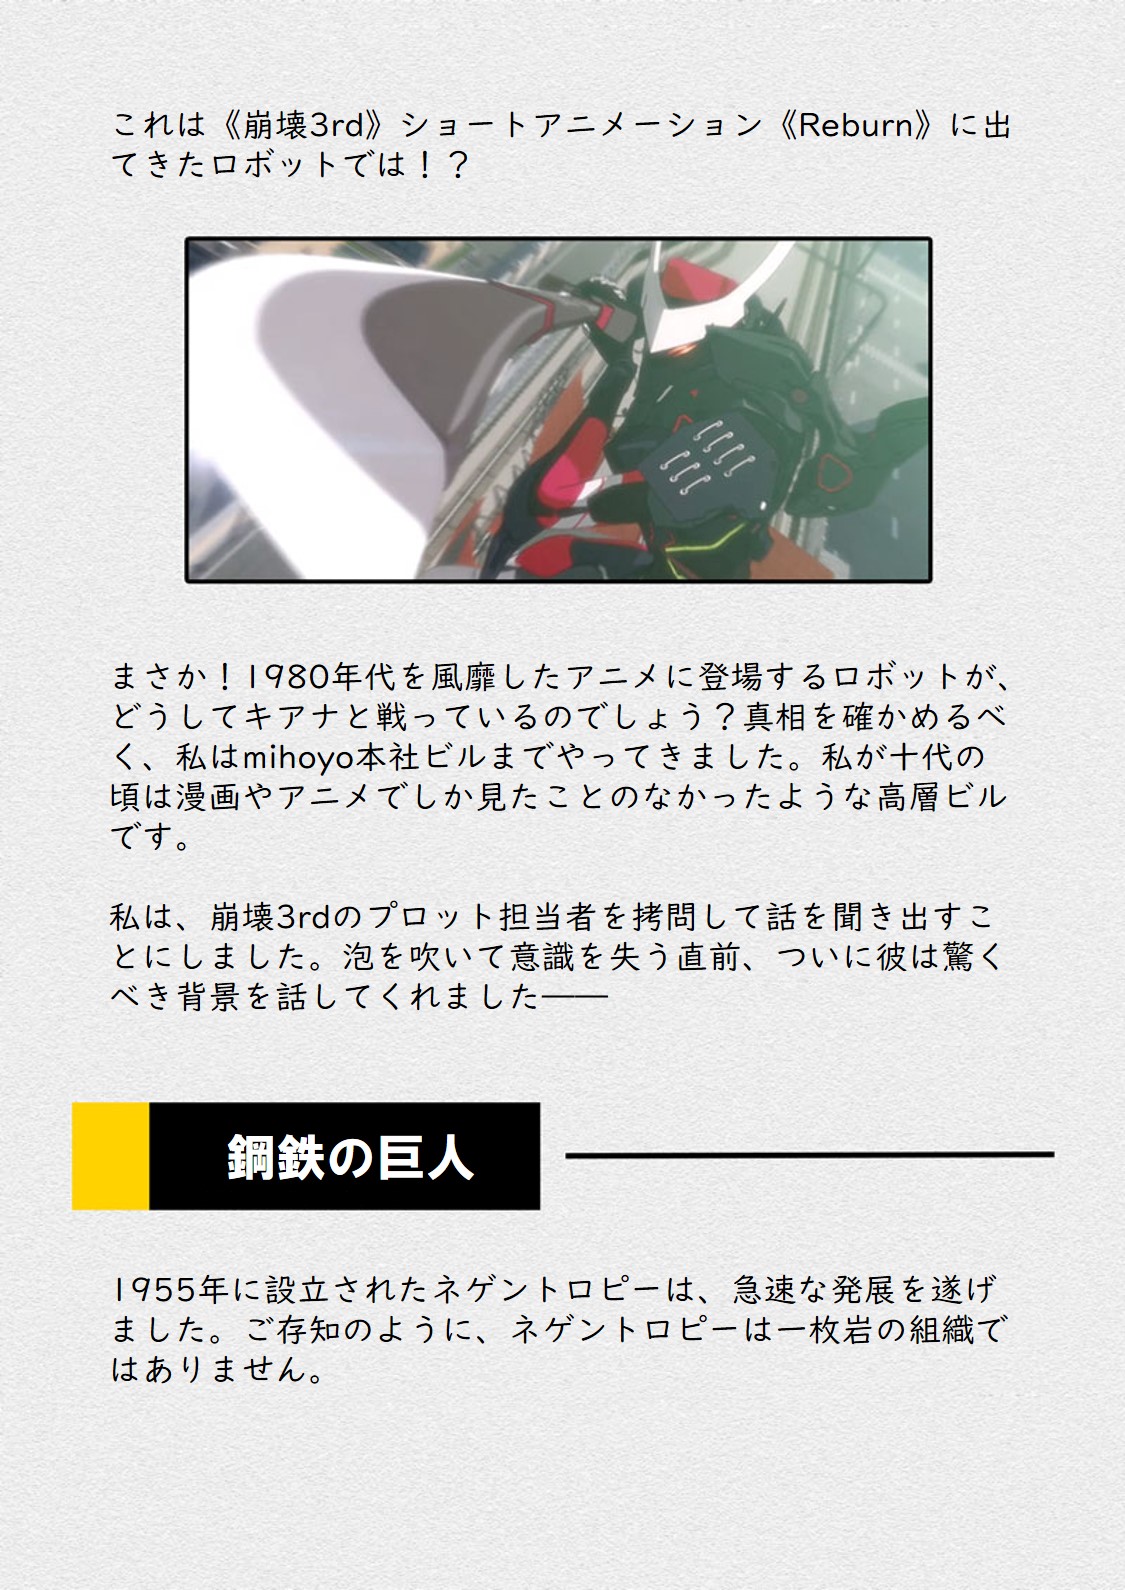 これは《崩壊3rd》ショートアニメーション《Reburn》に出
てきたロボットでは！？
まさか！1980年代を風靡したアニメに登場するロボットが、
どうしてキアナと戦っているのでしょう？真相を確かめるべ
く、私はmihoyo本社ビルまでやってきました。私が十代の
頃は漫画やアニメでしか見たことのなかったような高層ビル
です。
私は、崩壊3rdのプロット担当者を拷問して話を聞き出すこ
とにしました。泡を吹いて意識を失う直前、ついに彼は驚く
べき背景を話してくれました——
鋼鉄の巨人
1955年に設立されたネゲントロピーは、急速な発展を遂げ
ました。ご存知のように、ネゲントロピーは一枚岩の組織で
はありません。